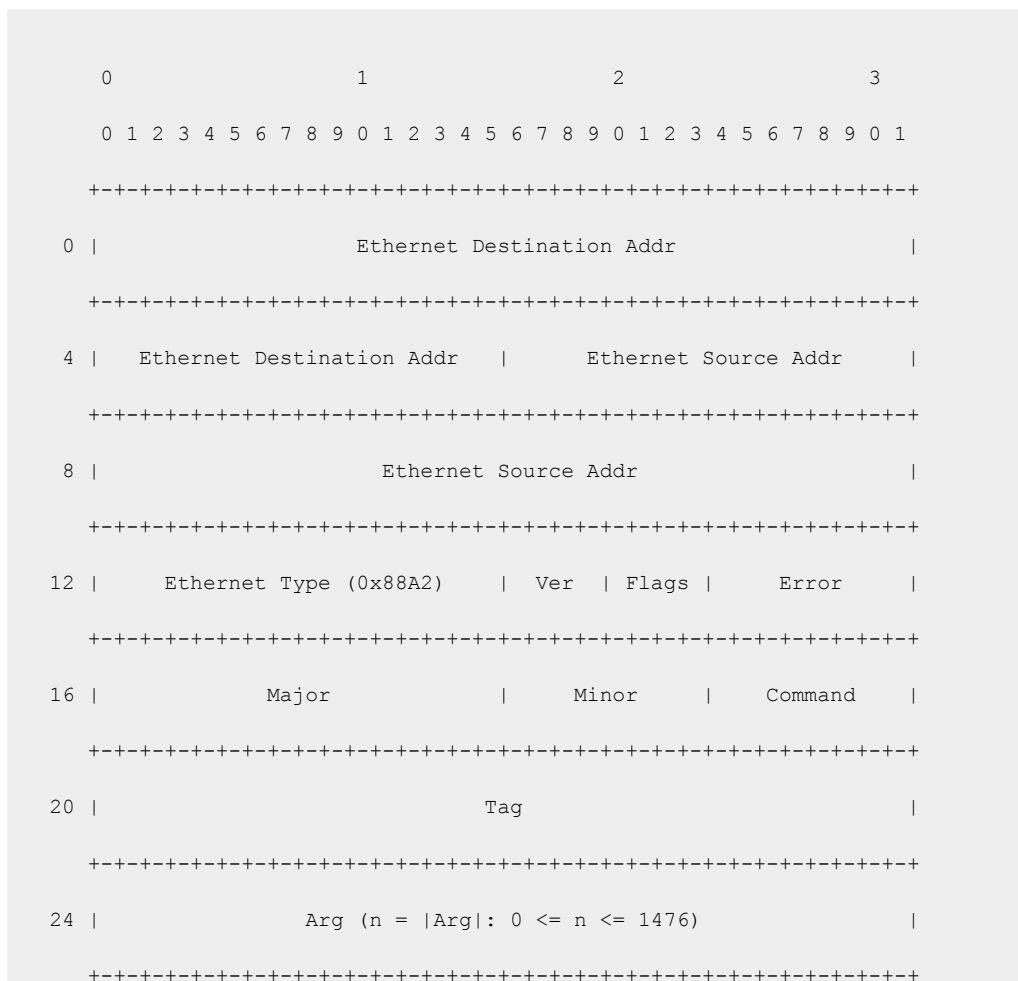 0                   1                   2                   3
0 1 2 3 4 5 6 7 8 9 0 1 2 3 4 5 6 7 8 9 0 1 2 3 4 5 6 7 8 9 0 1
+-+-+-+-+-+-+-+-+-+-+-+-+-+-+-+-+-+-+-+-+-+-+-+-+-+-+-+-+-+-+-+-+
0 |                    Ethernet Destination Addr                  |
+-+-+-+-+-+-+-+-+-+-+-+-+-+-+-+-+-+-+-+-+-+-+-+-+-+-+-+-+-+-+-+-+
4 |   Ethernet Destination Addr   |      Ethernet Source Addr     |
+-+-+-+-+-+-+-+-+-+-+-+-+-+-+-+-+-+-+-+-+-+-+-+-+-+-+-+-+-+-+-+-+
8 |                      Ethernet Source Addr                     |
+-+-+-+-+-+-+-+-+-+-+-+-+-+-+-+-+-+-+-+-+-+-+-+-+-+-+-+-+-+-+-+-+
12 |     Ethernet Type (0x88A2)    |  Ver  | Flags |     Error     |
+-+-+-+-+-+-+-+-+-+-+-+-+-+-+-+-+-+-+-+-+-+-+-+-+-+-+-+-+-+-+-+-+
16 |             Major             |     Minor     |    Command    |
+-+-+-+-+-+-+-+-+-+-+-+-+-+-+-+-+-+-+-+-+-+-+-+-+-+-+-+-+-+-+-+-+
20 |                              Tag                              |
+-+-+-+-+-+-+-+-+-+-+-+-+-+-+-+-+-+-+-+-+-+-+-+-+-+-+-+-+-+-+-+-+
24 |                Arg (n = |Arg|: 0 <= n <= 1476)                |
+-+-+-+-+-+-+-+-+-+-+-+-+-+-+-+-+-+-+-+-+-+-+-+-+-+-+-+-+-+-+-+-+